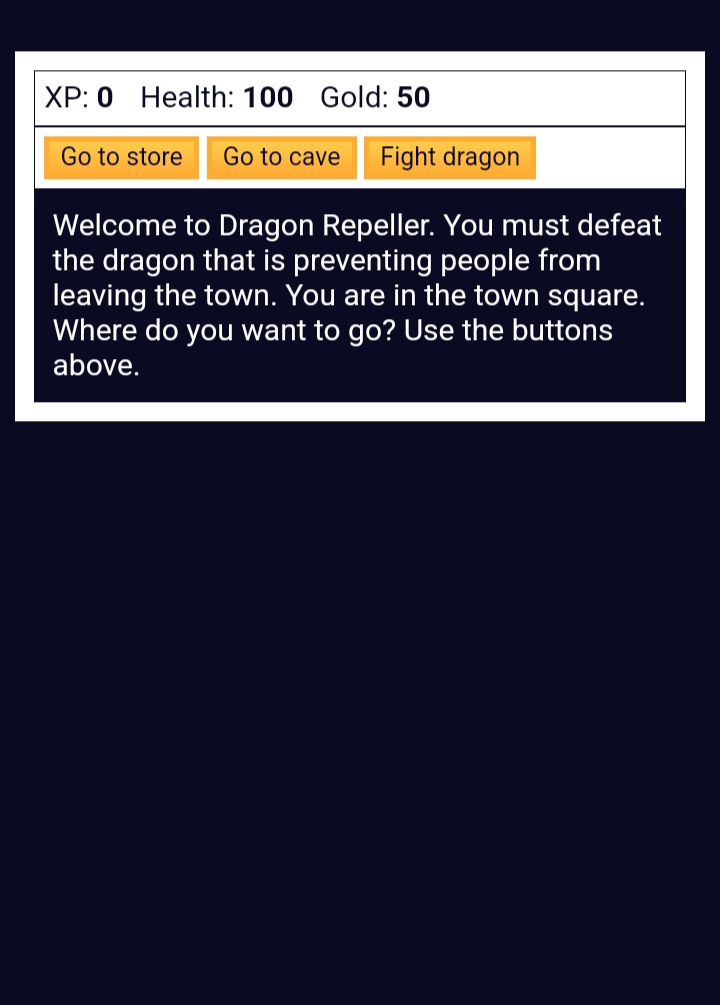 XP: 0 Health: 100 Gold: 50
Go to store Go to cave Fight dragon
Welcome to Dragon Repeller. You must defeat
the dragon that is preventing people from
leaving the town. You are in the town square.
Where do you want to go? Use the buttons
above.